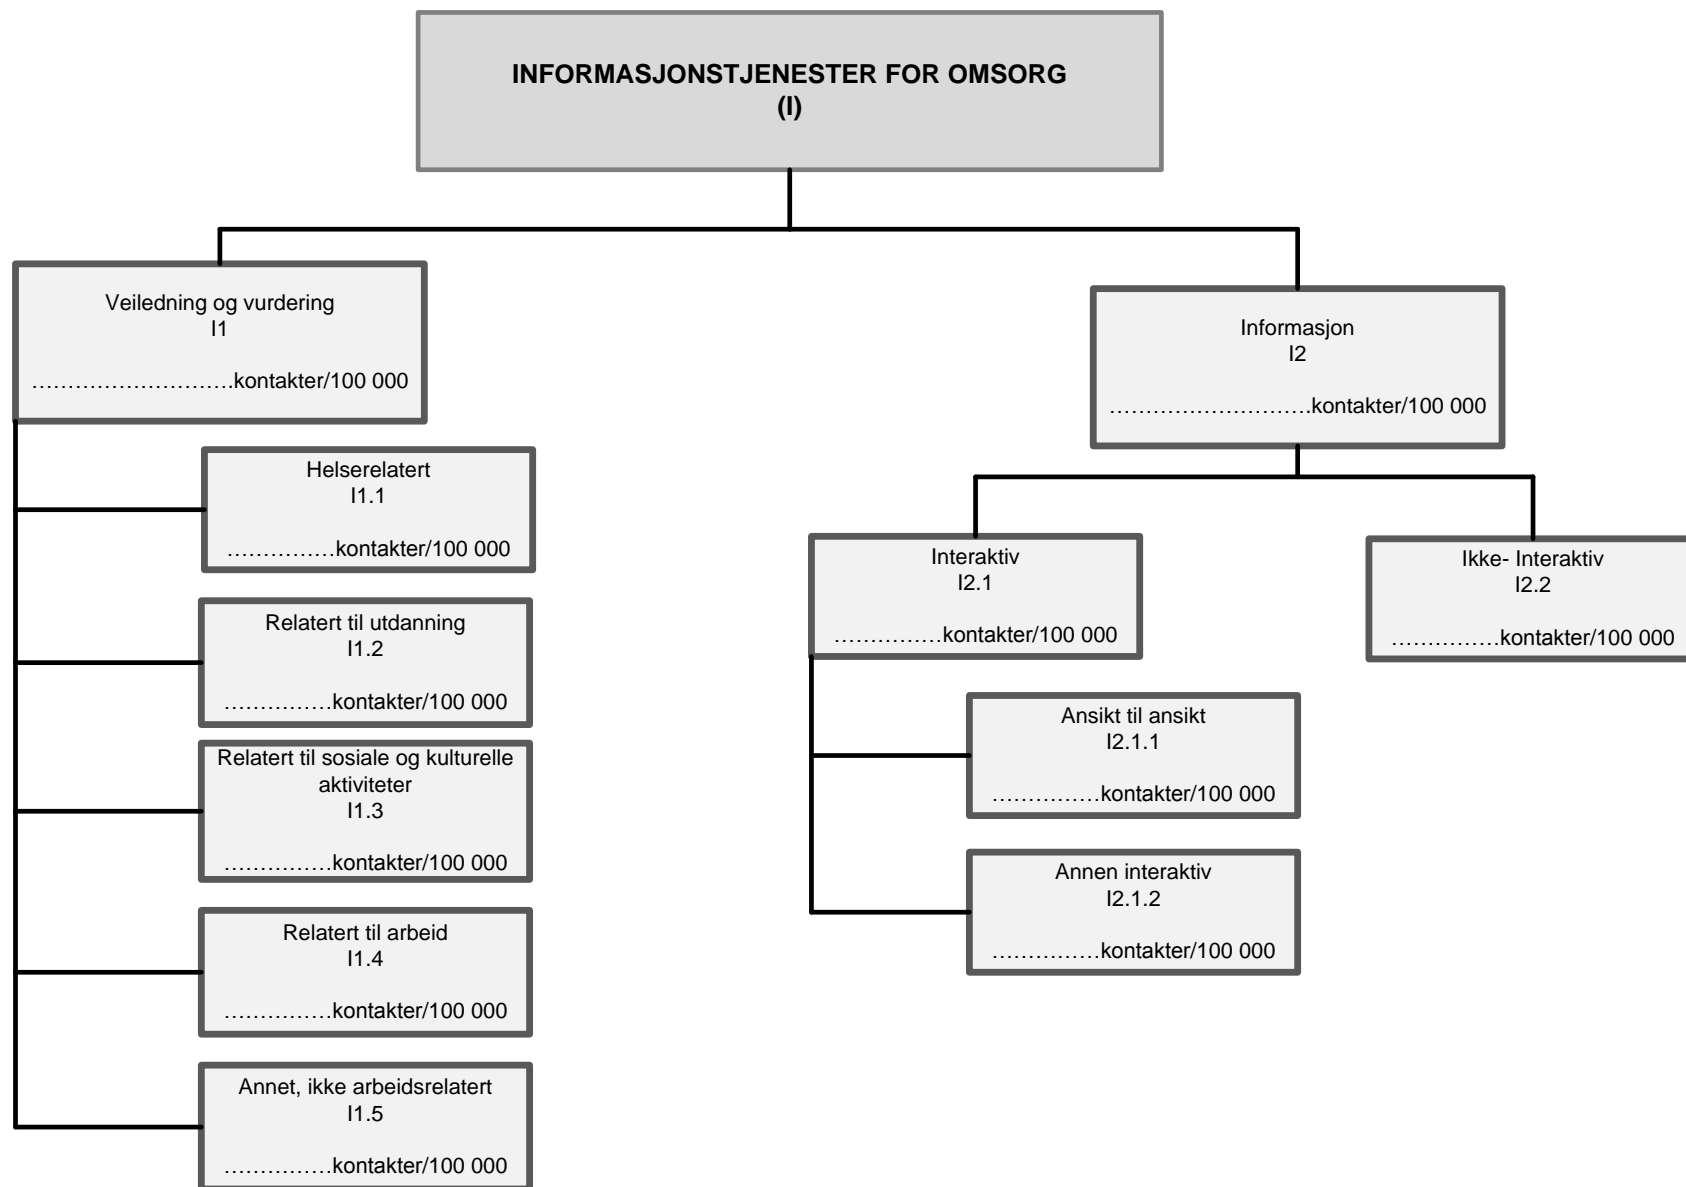 INFORMASJONSTJENESTER FOR OMSORG
(I)
Veiledning og vurdering
I1
............................kontakter/100 000
Helserelatert
I1.1
...............kontakter/100 000
Relatert til utdanning
I1.2
...............kontakter/100 000
Relatert til sosiale og kulturelle
aktiviteter
I1.3
...............kontakter/100 000
Relatert til arbeid
I1.4
...............kontakter/100 000
Annet, ikke arbeidsrelatert
I1.5
...............kontakter/100 000
Informasjon
I2
............................kontakter/100 000
Interaktiv
I2.1
...............kontakter/100 000
Ansikt til ansikt
I2.1.1
...............kontakter/100 000
Annen interaktiv
I2.1.2
...............kontakter/100 000
Ikke- Interaktiv
I2.2
...............kontakter/100 000